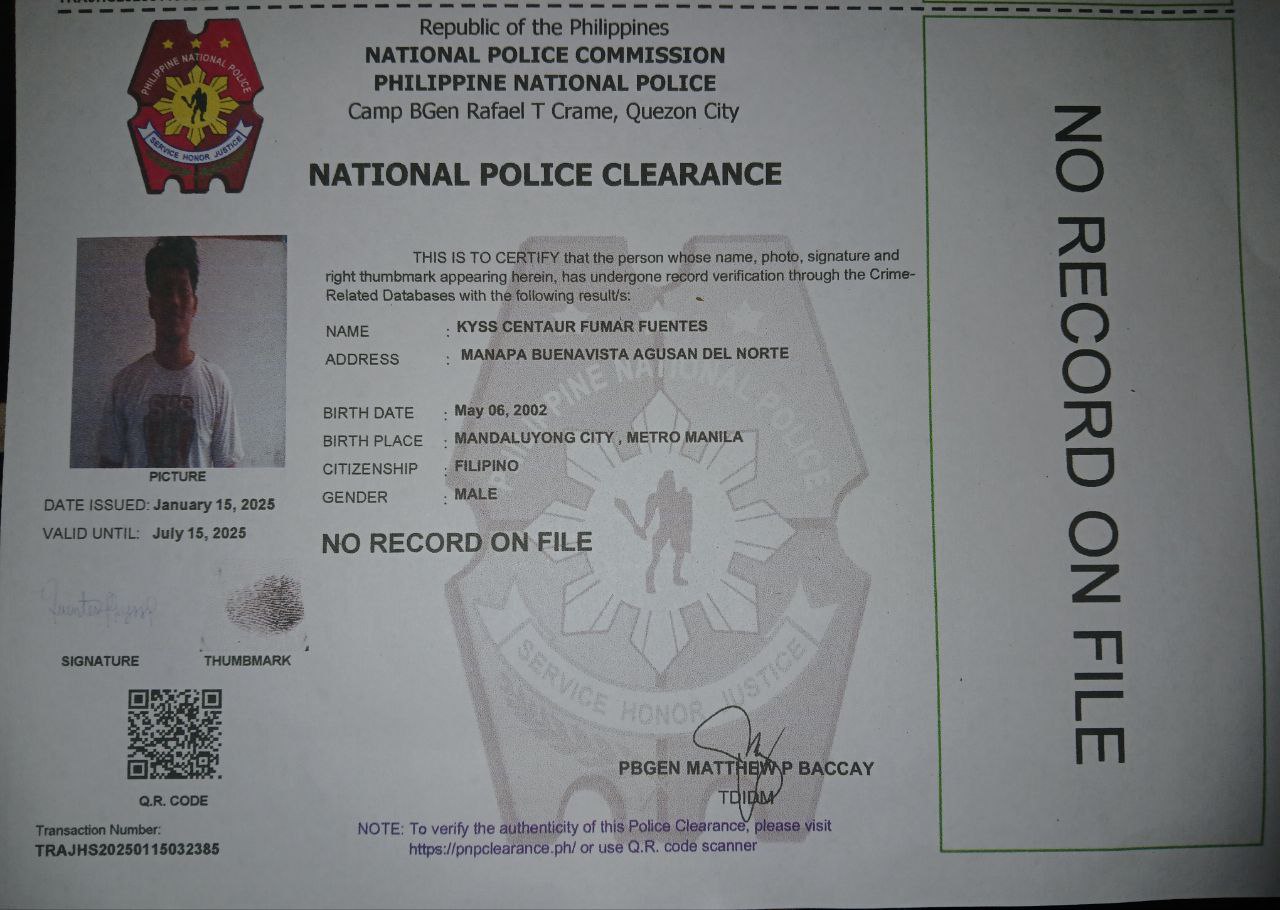 Republic of the Philippines
NATIONAL POLICE COMMISSION
PHILIPPINE NATIONAL POLICE
Camp BGen Rafael T Crame, Quezon City
NATIONAL POLICE CLEARANCE
PHILIPPINE NATIONAL POLICE
SERVICE HONOR JUSTICE
THIS IS TO CERTIFY that the person whose name, photo, signature and
right thumbmark appearing herein, has undergone record verification through the Crime-
Related Databases with the following result/s:
NAME : KYSS CENTAUR FUMAR FUENTES
ADDRESS : MANAPA BUENAVISTA AGUSAN DEL NORTE
BIRTH DATE : May 06, 2002
BIRTH PLACE : MANDALUYONG CITY , METRO MANILA
CITIZENSHIP : FILIPINO
GENDER : MALE
NO RECORD ON FILE
PICTURE
DATE ISSUED: January 15, 2025
VALID UNTIL: July 15, 2025
SIGNATURE THUMBMARK
Q.R. CODE
Transaction Number:
TRAJHS20250115032385
PHILIPPINE NATIONAL POLICE
SERVICE HONOR JUSTICE
PBGEN MATTHEW P BACCAY
TDIDM
NOTE: To verify the authenticity of this Police Clearance, please visit
https://pnpclearance.ph/ or use Q.R. code scanner
NO RECORD ON FILE